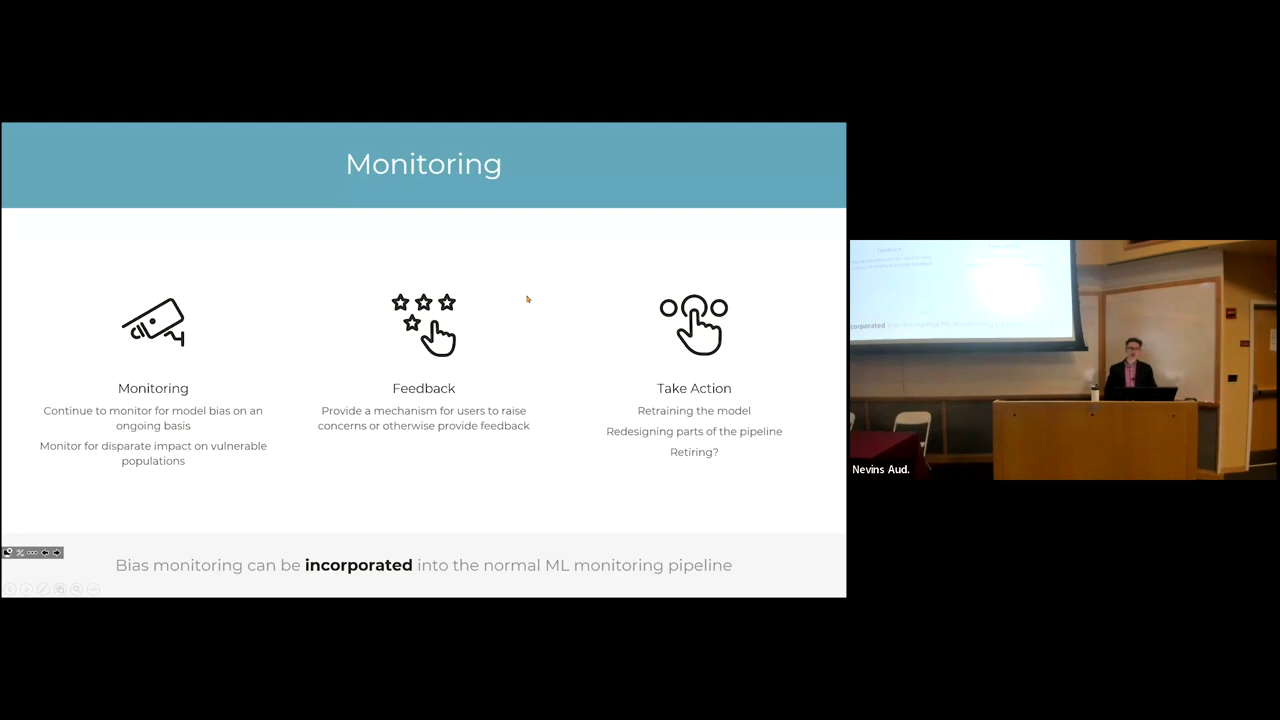 Monitoring
Monitoring
Continue to monitor for model bias on an
ongoing basis
Monitor for disparate impact on vulnerable
populations
Feedback
Provide a mechanism for users to raise
concerns or otherwise provide feedback
Take Action
Retraining the model
Redesigning parts of the pipeline
Retiring?
Bias monitoring can be incorporated into the normal ML monitoring pipeline
corporated
Nevins Aud.